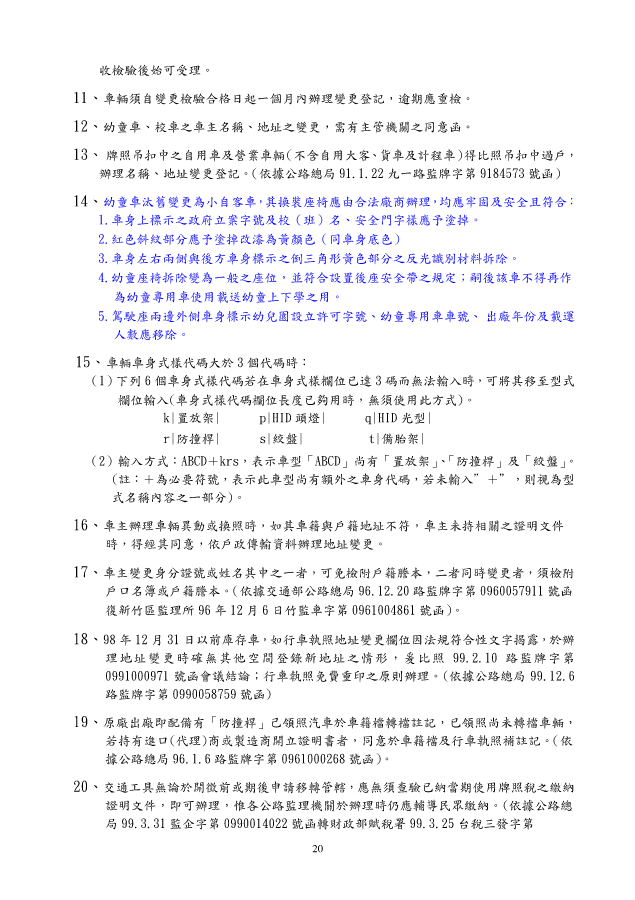 收檢驗後始可受理。
11、車輛須自變更檢驗合格日起一個月內辦理變更登記，逾期應重檢。
12、幼童車、校車之車主名稱、地址之變更，需有主管機關之同意函。
13、 牌照吊扣中之自用車及營業車輛(不含自用大客、貨車及計程車)得比照吊扣中過戶，
辦理名稱、地址變更登記。(依據公路總局 91.1.22 九一路監牌字第 9184573 號函)
14、幼童車汰舊變更為小自客車，其換裝座椅應由合法廠商辦理，均應牢固及安全且符合：
1.車身上標示之政府立案字號及校（班）名、安全門字樣應予塗掉。
2.紅色斜紋部分應予塗掉改漆為黃顏色（同車身底色）
3.車身左右兩側與後方車身標示之倒三角形黃色部分之反光識別材料拆除。
4.幼童座椅拆除變為一般之座位，並符合設置後座安全帶之規定；嗣後該車不得再作
為幼童專用車使用載送幼童上下學之用。
5.駕駛座兩邊外側車身標示幼兒園設立許可字號、幼童專用車車號、 出廠年份及載運
人數應移除。
15、車輛車身式樣代碼大於 3 個代碼時：
(1)下列 6 個車身式樣代碼若在車身式樣欄位已達 3 碼而無法輸入時，可將其移至型式
欄位輸入(車身式樣代碼欄位長度已夠用時，無須使用此方式)。
k|置放架| p|HID 頭燈| q|HID 光型|
r|防撞桿| s|絞盤| t|備胎架|
(2)輸入方式：ABCD＋krs，表示車型「ABCD」尚有「置放架」、「防撞桿」及「絞盤」。
(註：＋為必要符號，表示此車型尚有額外之車身代碼，若未輸入”＋”，則視為型
式名稱內容之一部分)。
16、車主辦理車輛異動或換照時，如其車籍與戶籍地址不符，車主未持相關之證明文件
時，得經其同意，依戶政傳輸資料辦理地址變更。
17、車主變更身分證號或姓名其中之一者，可免檢附戶籍謄本，二者同時變更者，須檢附
戶口名簿或戶籍謄本。(依據交通部公路總局 96.12.20 路監牌字第 0960057911 號函
復新竹區監理所 96 年 12 月 6 日竹監車字第 0961004861 號函)。
18、98 年 12 月 31 日以前庫存車，如行車執照地址變更欄位因法規符合性文字揭露，於辦
理地址變更時確無其他空間登錄新地址之情形，爰比照 99.2.10 路監牌字第
0991000971 號函會議結論；行車執照免費重印之原則辦理。(依據公路總局 99.12.6
路監牌字第 0990058759 號函)
19、原廠出廠即配備有「防撞桿」已領照汽車於車籍檔轉檔註記，已領照尚未轉檔車輛，
若持有進口(代理)商或製造商開立證明書者，同意於車籍檔及行車執照補註記。(依
據公路總局 96.1.6 路監牌字第 0961000268 號函)。
20、交通工具無論於開徵前或期後申請移轉管轄，應無須查驗已納當期使用牌照稅之繳納
證明文件，即可辦理，惟各公路監理機關於辦理時仍應輔導民眾繳納。(依據公路總
局 99.3.31 監企字第 0990014022 號函轉財政部賦稅署 99.3.25 台稅三發字第
20